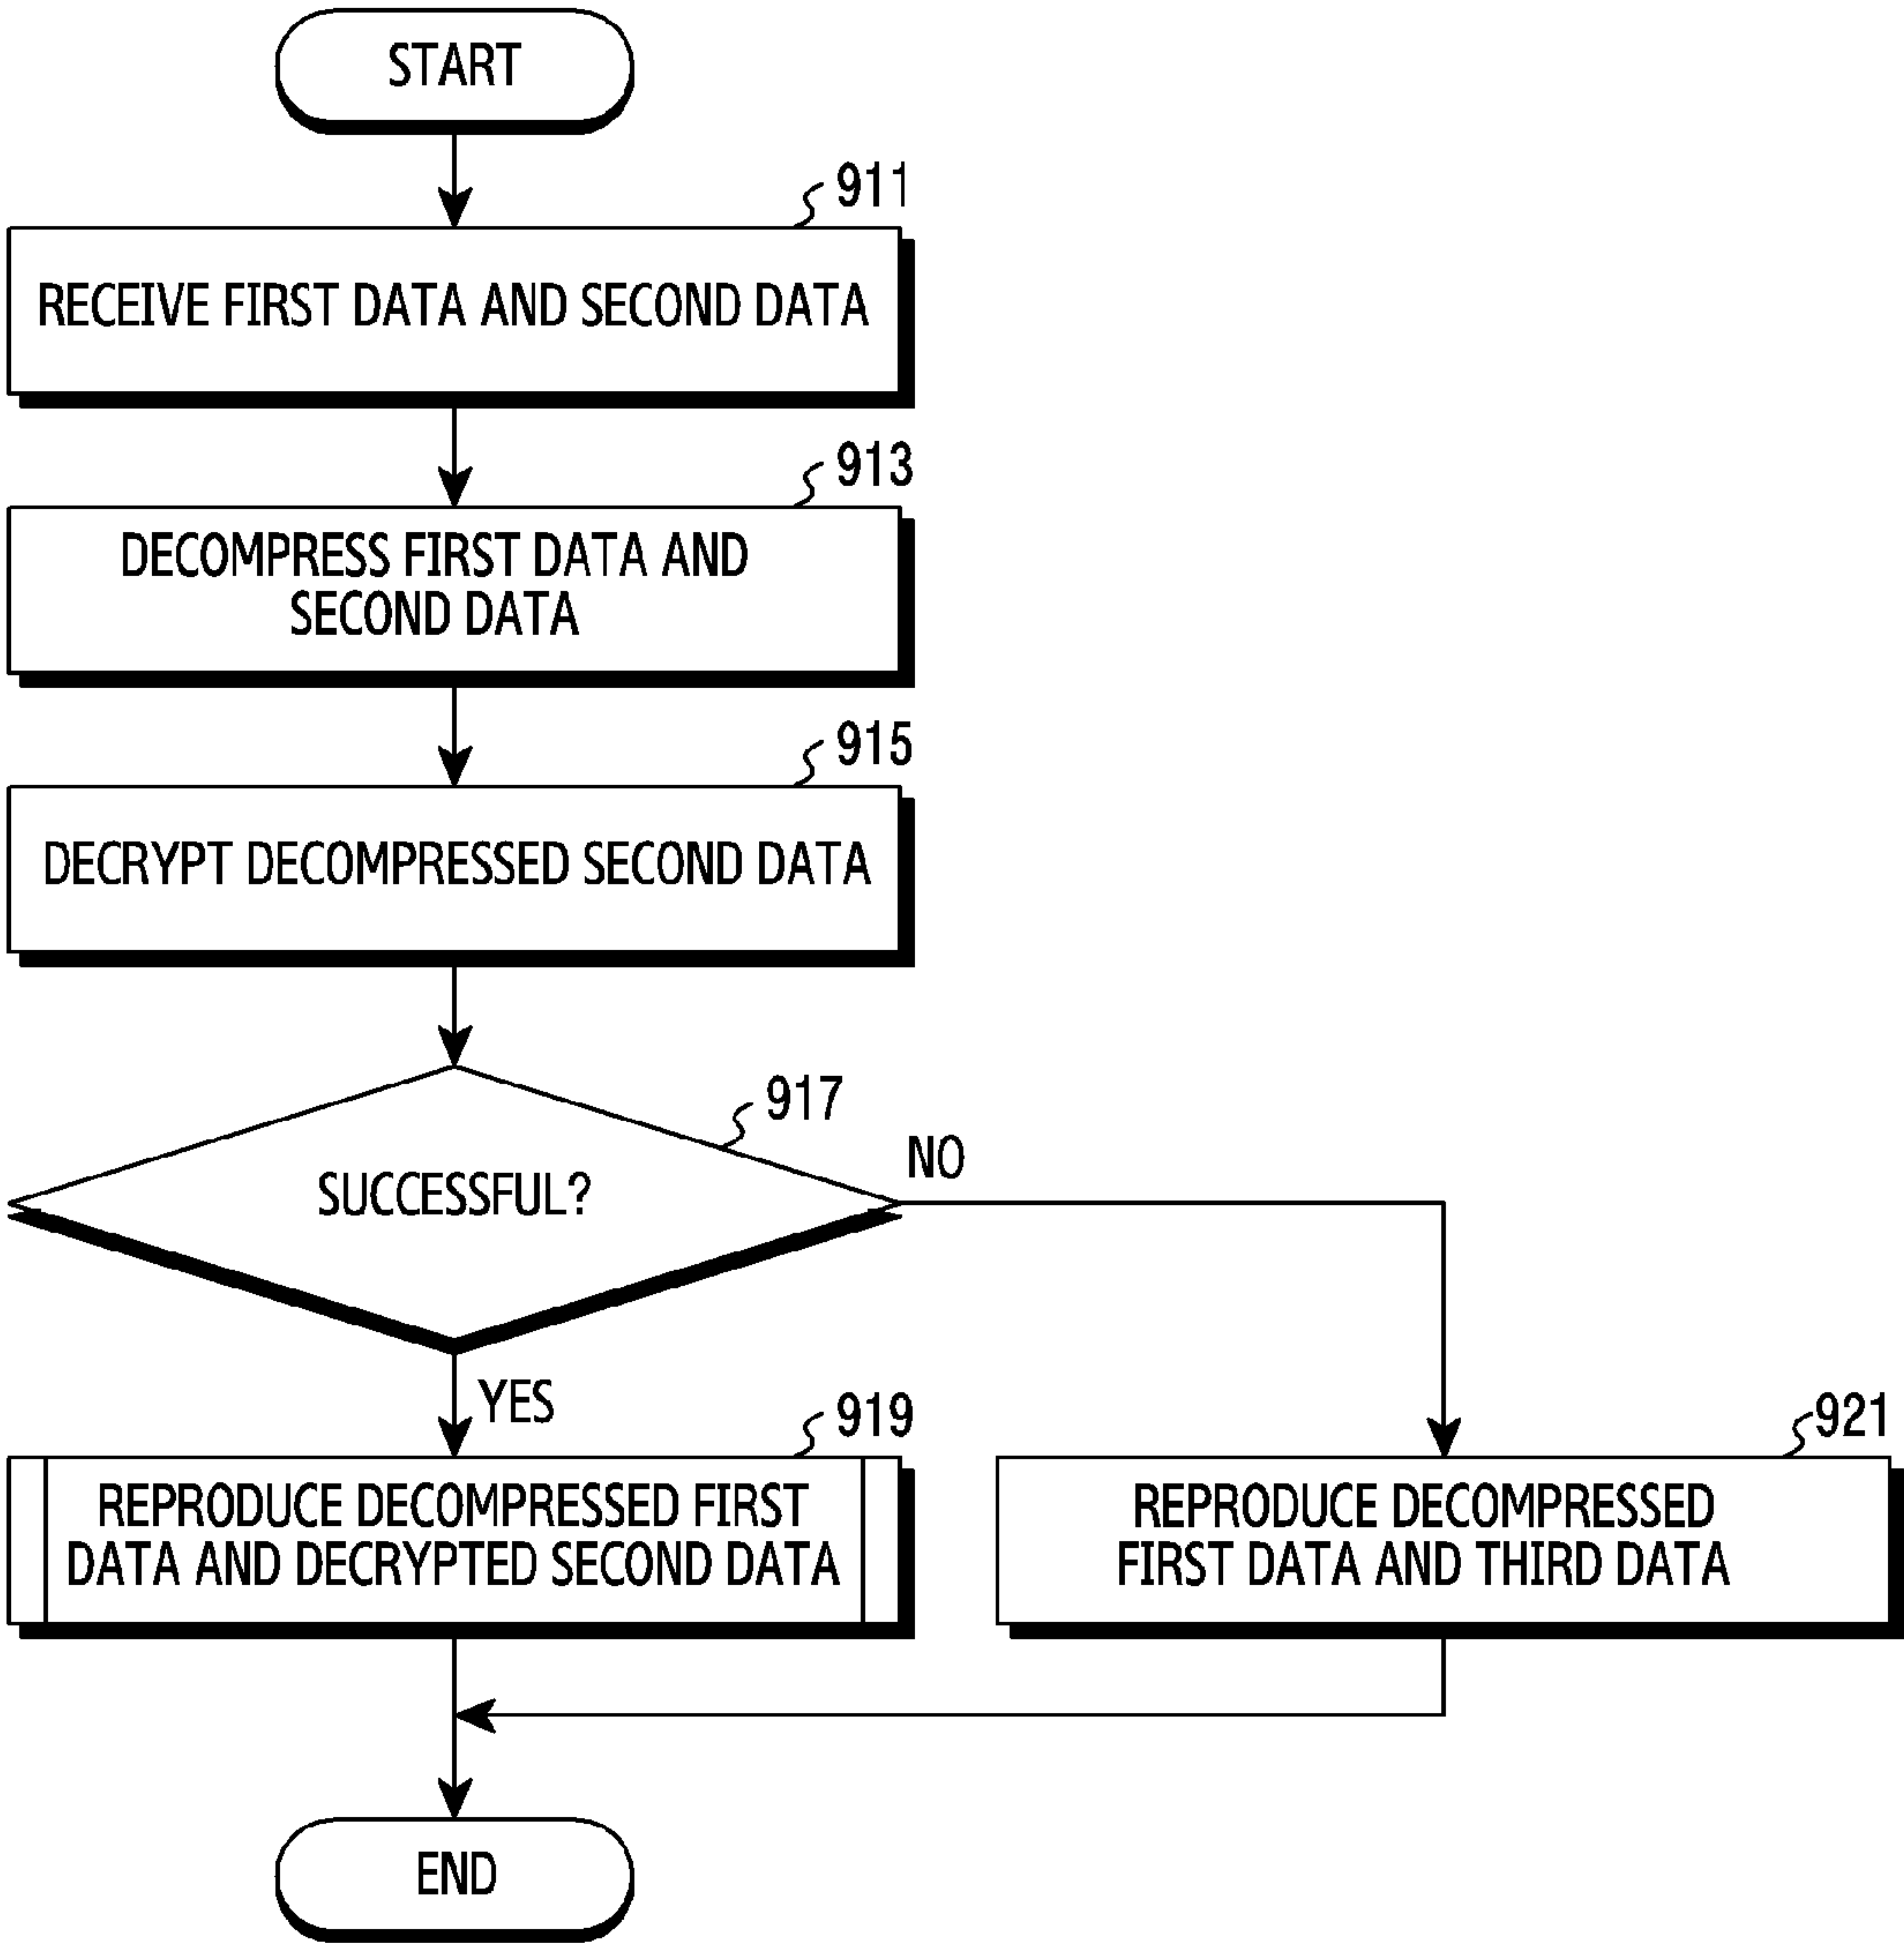 START
911
RECEIVE FIRST DATA AND SECOND DATA
913
DECOMPRESS FIRST DATA AND
SECOND DATA
915
DECRYPT DECOMPRESSED SECOND DATA
917
SUCCESSFUL?
NO
YES
919
REPRODUCE DECOMPRESSED FIRST
DATA AND DECRYPTED SECOND DATA
921
REPRODUCE DECOMPRESSED
FIRST DATA AND THIRD DATA
END